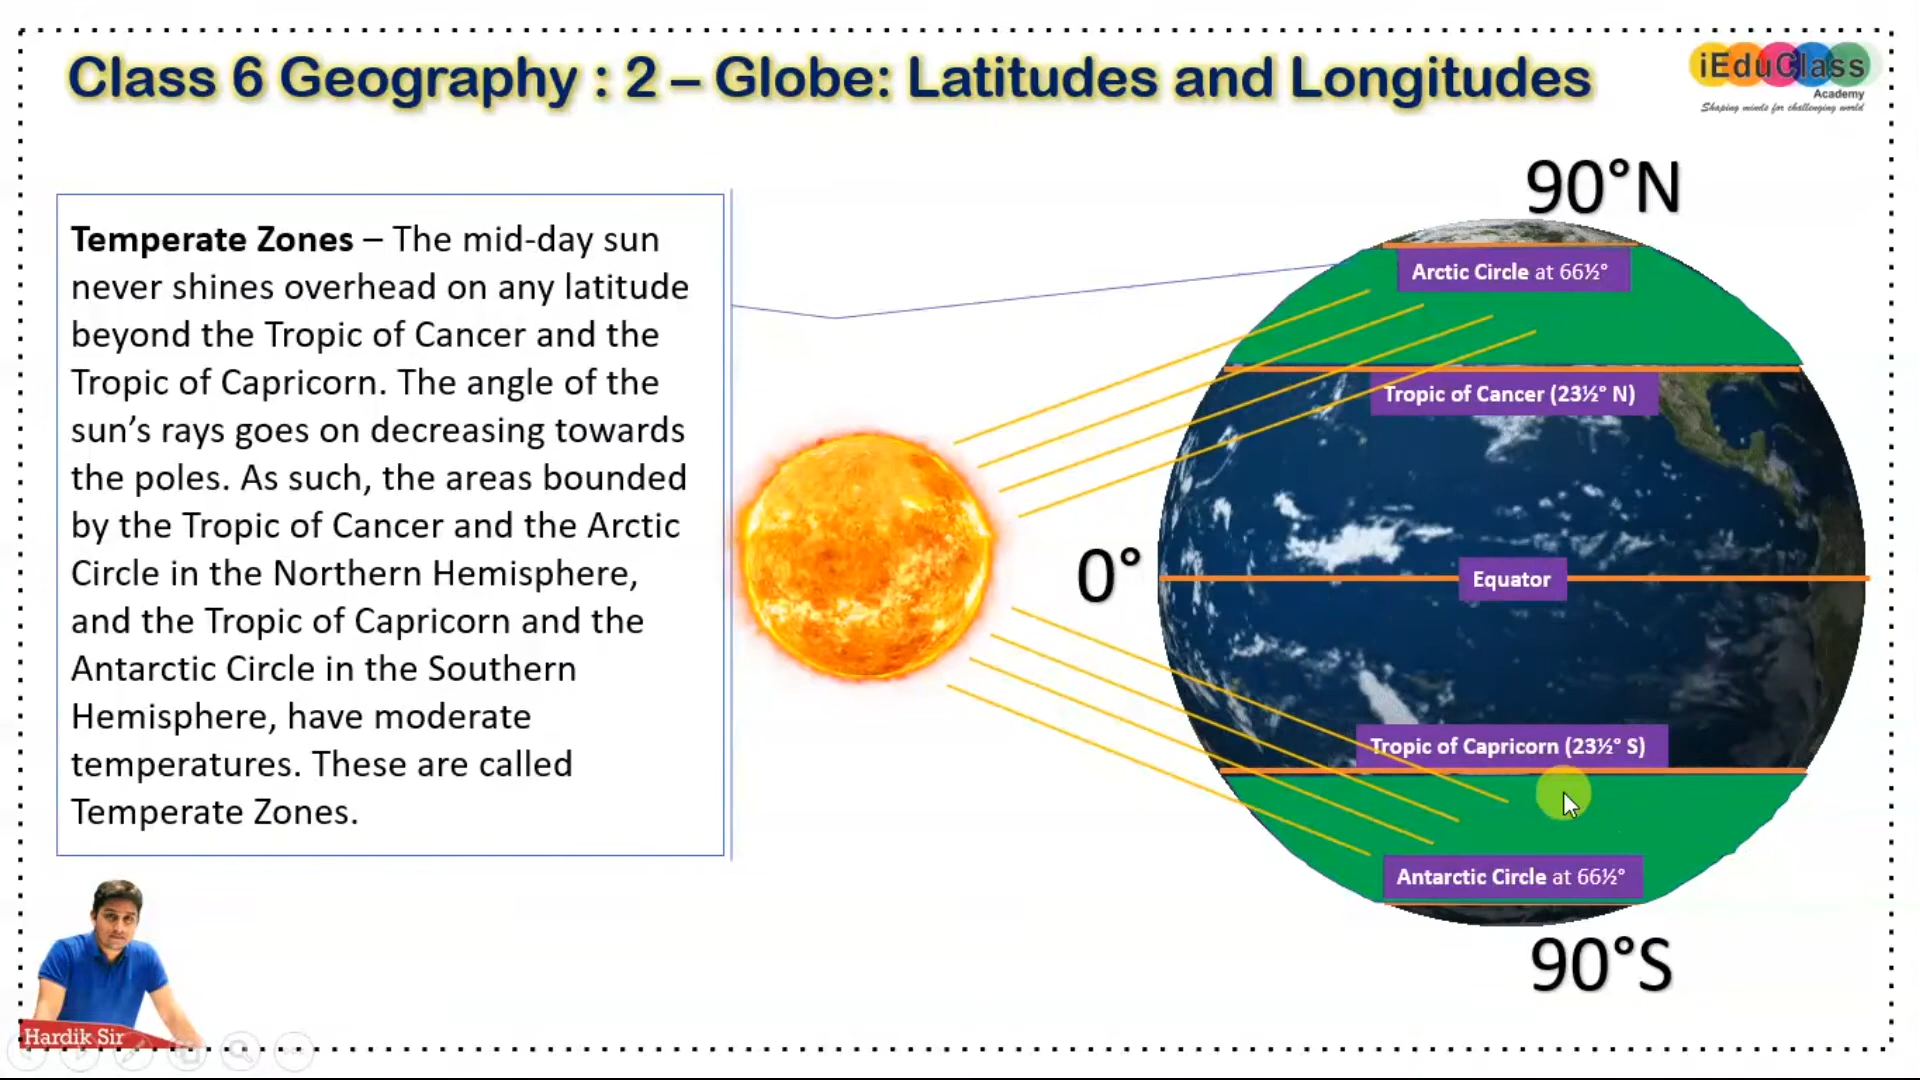 Class 6 Geography : 2 – Globe: Latitudes and Longitudes
iEduClass
Academy
Shaping minds for challenging world
90°N
Temperate Zones – The mid-day sun
never shines overhead on any latitude
beyond the Tropic of Cancer and the
Tropic of Capricorn. The angle of the
sun’s rays goes on decreasing towards
the poles. As such, the areas bounded
by the Tropic of Cancer and the Arctic
Circle in the Northern Hemisphere,
and the Tropic of Capricorn and the
Antarctic Circle in the Southern
Hemisphere, have moderate
temperatures. These are called
Temperate Zones.
Arctic Circle at 66½°
Tropic of Cancer (23½° N)
0°
Equator
Tropic of Capricorn (23½° S)
Antarctic Circle at 66½°
90°S
Hardik Sir